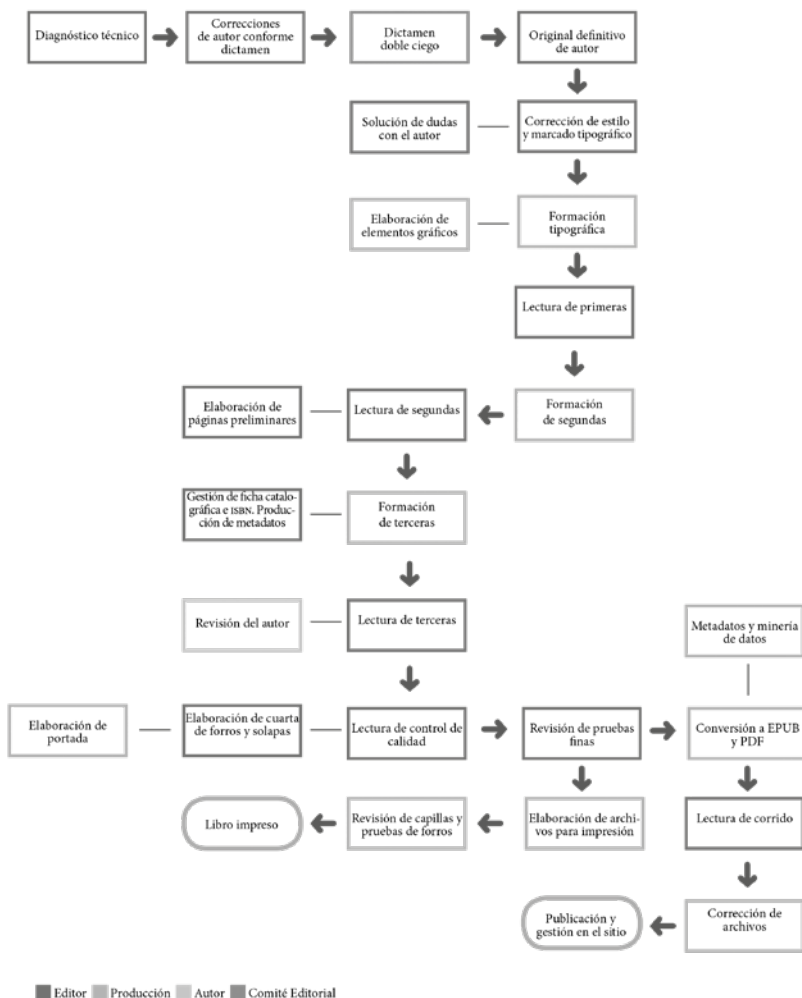 Diagnóstico técnico
Correcciones
de autor conforme
dictamen
Dictamen
doble ciego
Original definitivo
de autor
Solución de dudas
con el autor
Corrección de estilo
y marcado tipográfico
Elaboración de
elementos gráficos
Formación
tipográfica
Lectura de primeras
Elaboración de
páginas preliminares
Lectura de segundas
Formación
de segundas
Gestión de ficha catalo-
gráfica e ISBN. Produc-
ción de metadatos
Formación
de terceras
Revisión del autor
Lectura de terceras
Metadatos y minería
de datos
Elaboración de
portada
Elaboración de cuarta
de forros y solapas
Lectura de control de
calidad
Revisión de pruebas
finas
Conversión a EPUB
y PDF
Libro impreso
Revisión de capillas y
pruebas de forros
Elaboración de archi-
vos para impresión
Lectura de corrido
Publicación y
gestión en el sitio
Corrección de
archivos
Editor Producción Autor Comité Editorial